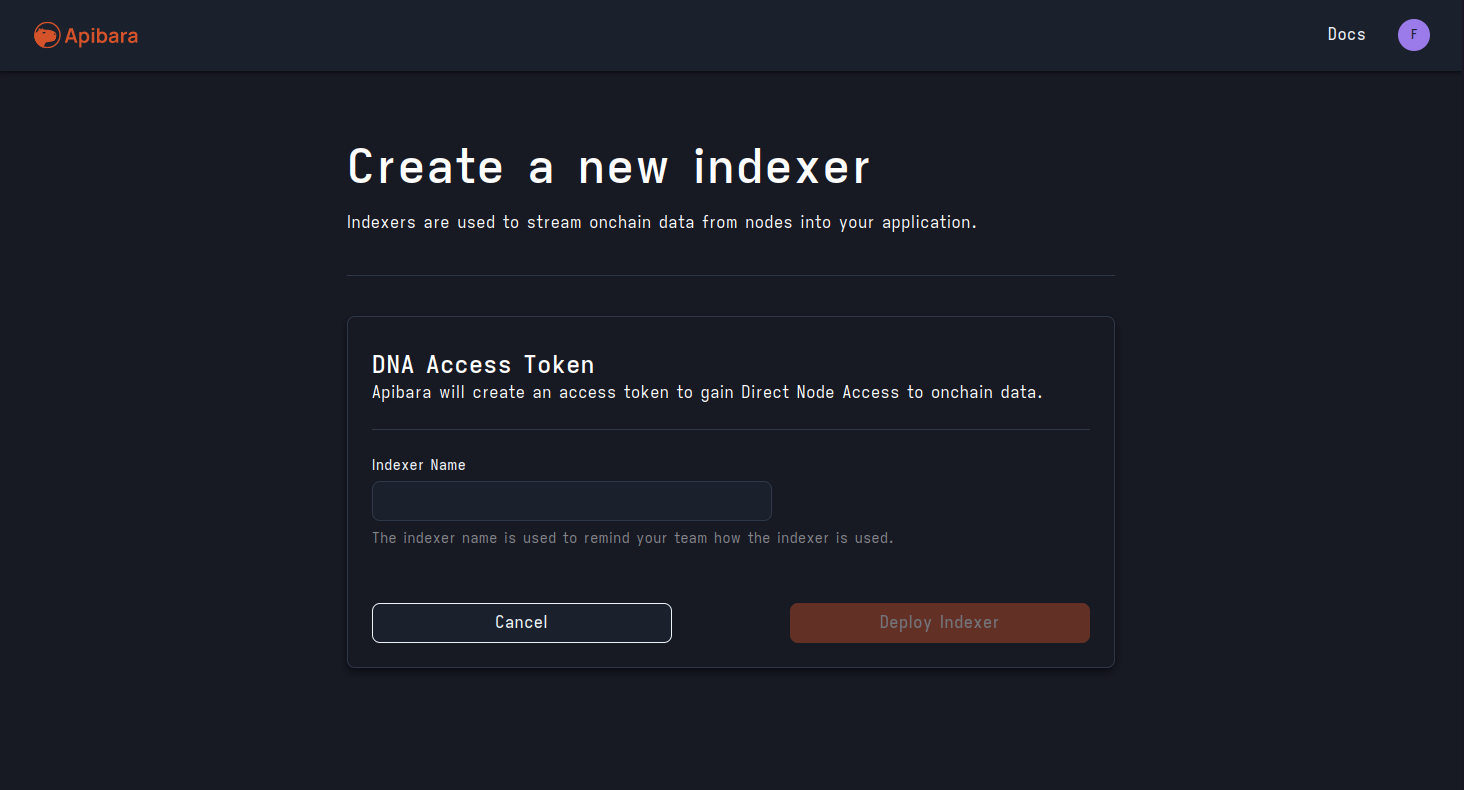 Apibara
Docs
F
Create a new indexer
Indexers are used to stream onchain data from nodes into your application.
DNA Access Token
Apibara will create an access token to gain Direct Node Access to onchain data.
Indexer Name
The indexer name is used to remind your team how the indexer is used.
Cancel
Deploy Indexer